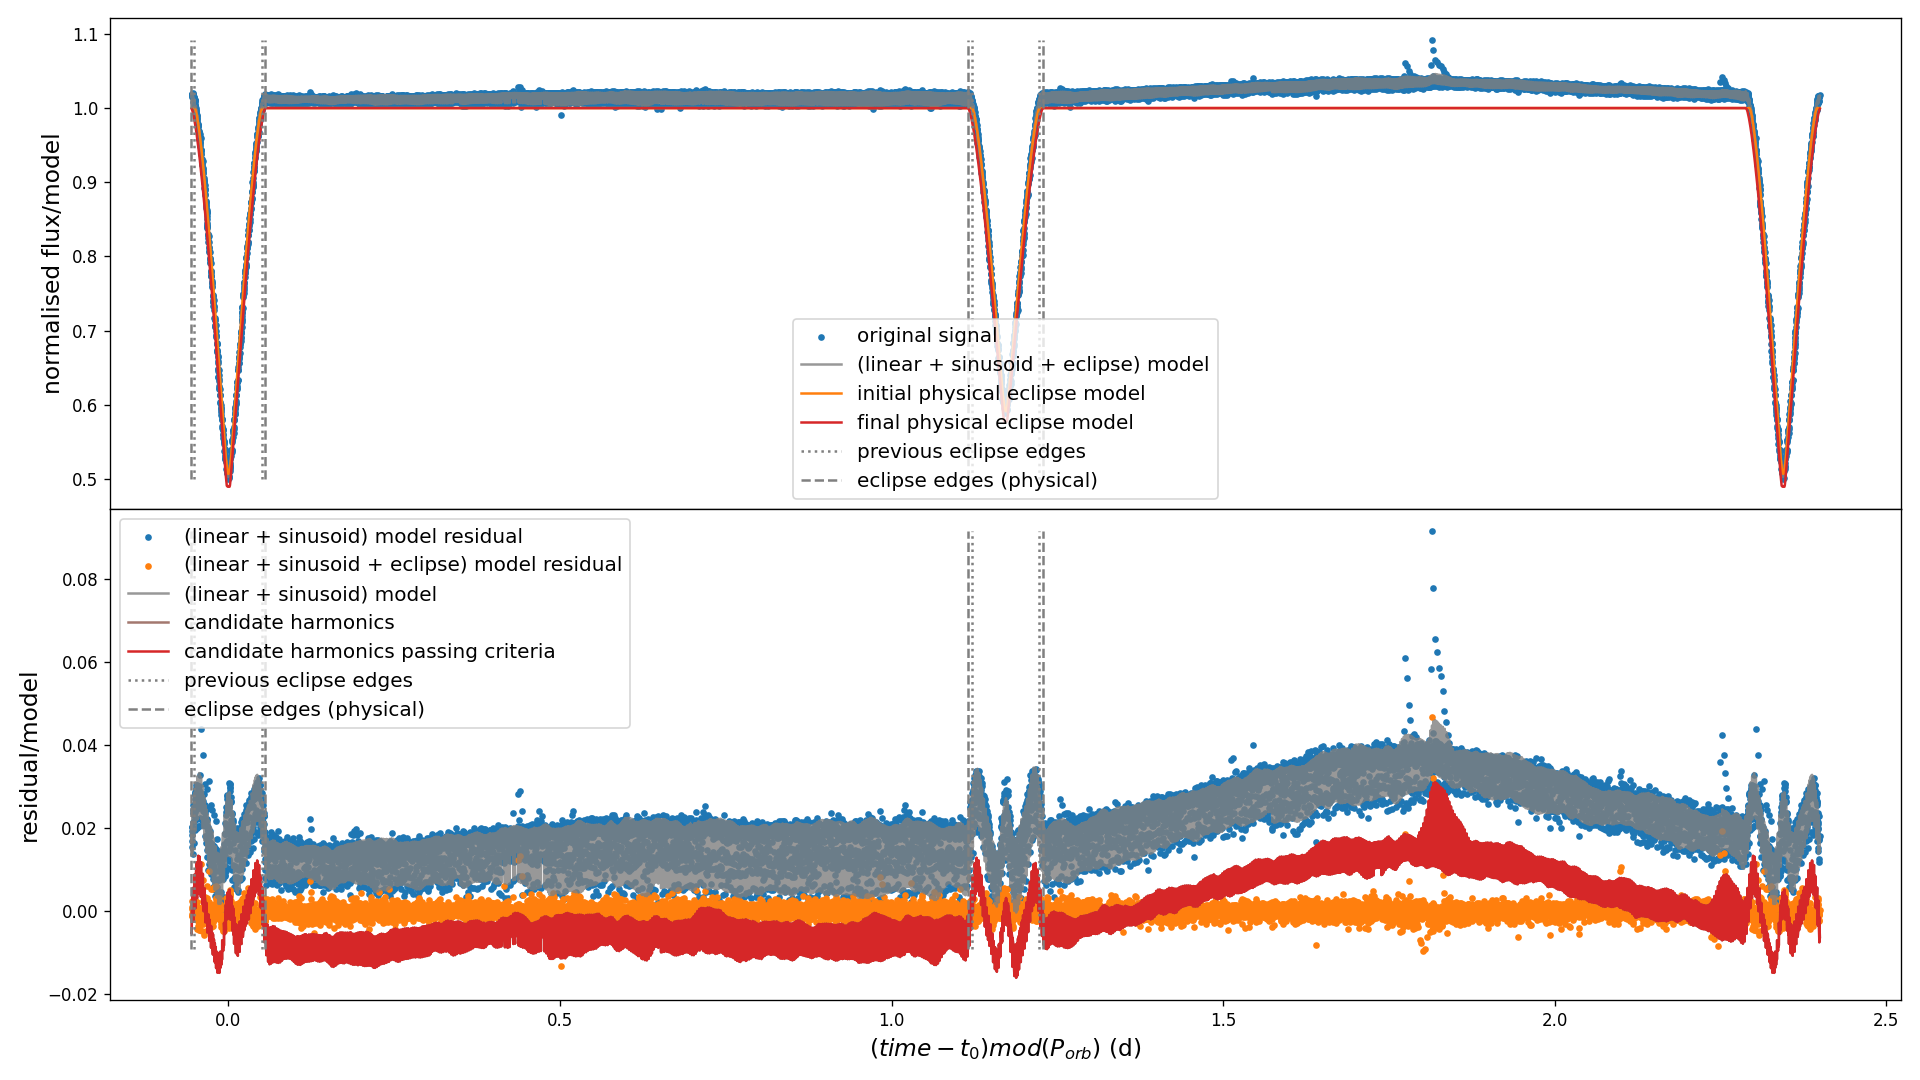 1.1
1.0
0.9
0.8
0.7
0.6
0.5
normalised flux/model
original signal
(linear + sinusoid + eclipse) model
initial physical eclipse model
final physical eclipse model
previous eclipse edges
eclipse edges (physical)
(linear + sinusoid) model residual
(linear + sinusoid + eclipse) model residual
(linear + sinusoid) model
candidate harmonics
candidate harmonics passing criteria
previous eclipse edges
eclipse edges (physical)
0.08
0.06
0.04
0.02
0.00
−0.02
residual/model
0.0 0.5 1.0 1.5 2.0 2.5
(time − t₀)mod(P_orb) (d)